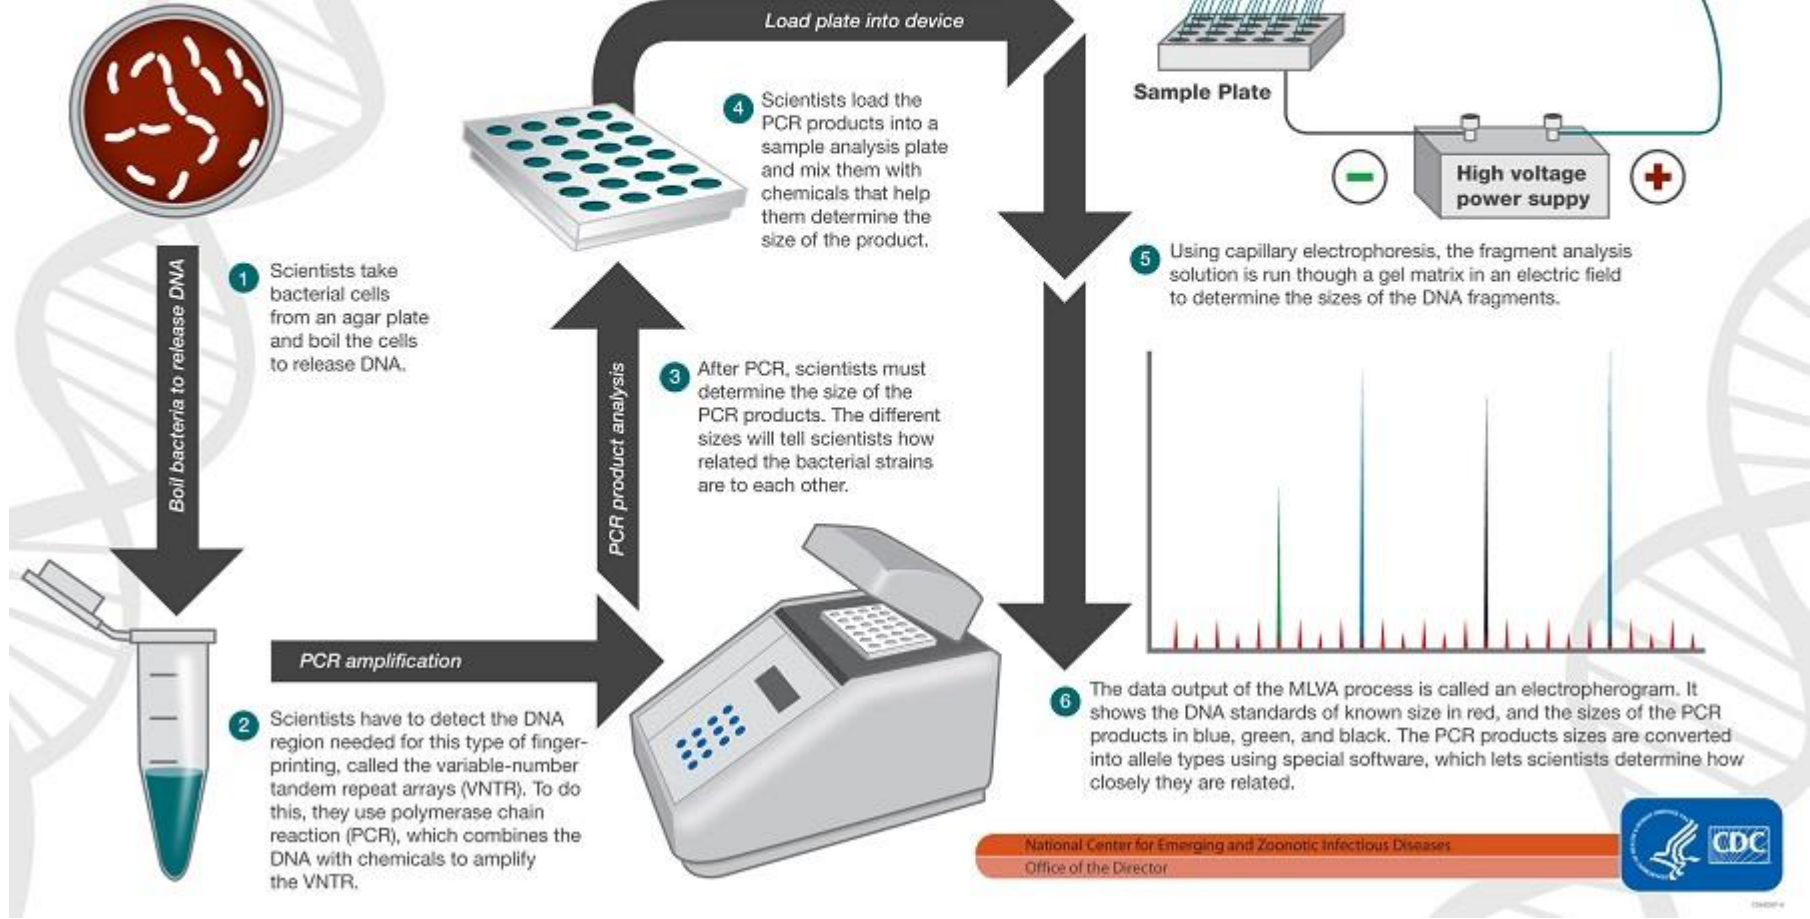 Load plate into device
Sample Plate
High voltage
power suppy
Boil bacteria to release DNA
1
Scientists take
bacterial cells
from an agar plate
and boil the cells
to release DNA.
PCR amplification
2
Scientists have to detect the DNA
region needed for this type of finger-
printing, called the variable-number
tandem repeat arrays (VNTR). To do
this, they use polymerase chain
reaction (PCR), which combines the
DNA with chemicals to amplify
the VNTR.
PCR product analysis
3
After PCR, scientists must
determine the size of the
PCR products. The different
sizes will tell scientists how
related the bacterial strains
are to each other.
4
Scientists load the
PCR products into a
sample analysis plate
and mix them with
chemicals that help
them determine the
size of the product.
5
Using capillary electrophoresis, the fragment analysis
solution is run though a gel matrix in an electric field
to determine the sizes of the DNA fragments.
6
The data output of the MLVA process is called an electropherogram. It
shows the DNA standards of known size in red, and the sizes of the PCR
products in blue, green, and black. The PCR products sizes are converted
into allele types using special software, which lets scientists determine how
closely they are related.
National Center for Emerging and Zoonotic Infectious Diseases
Office of the Director
CDC